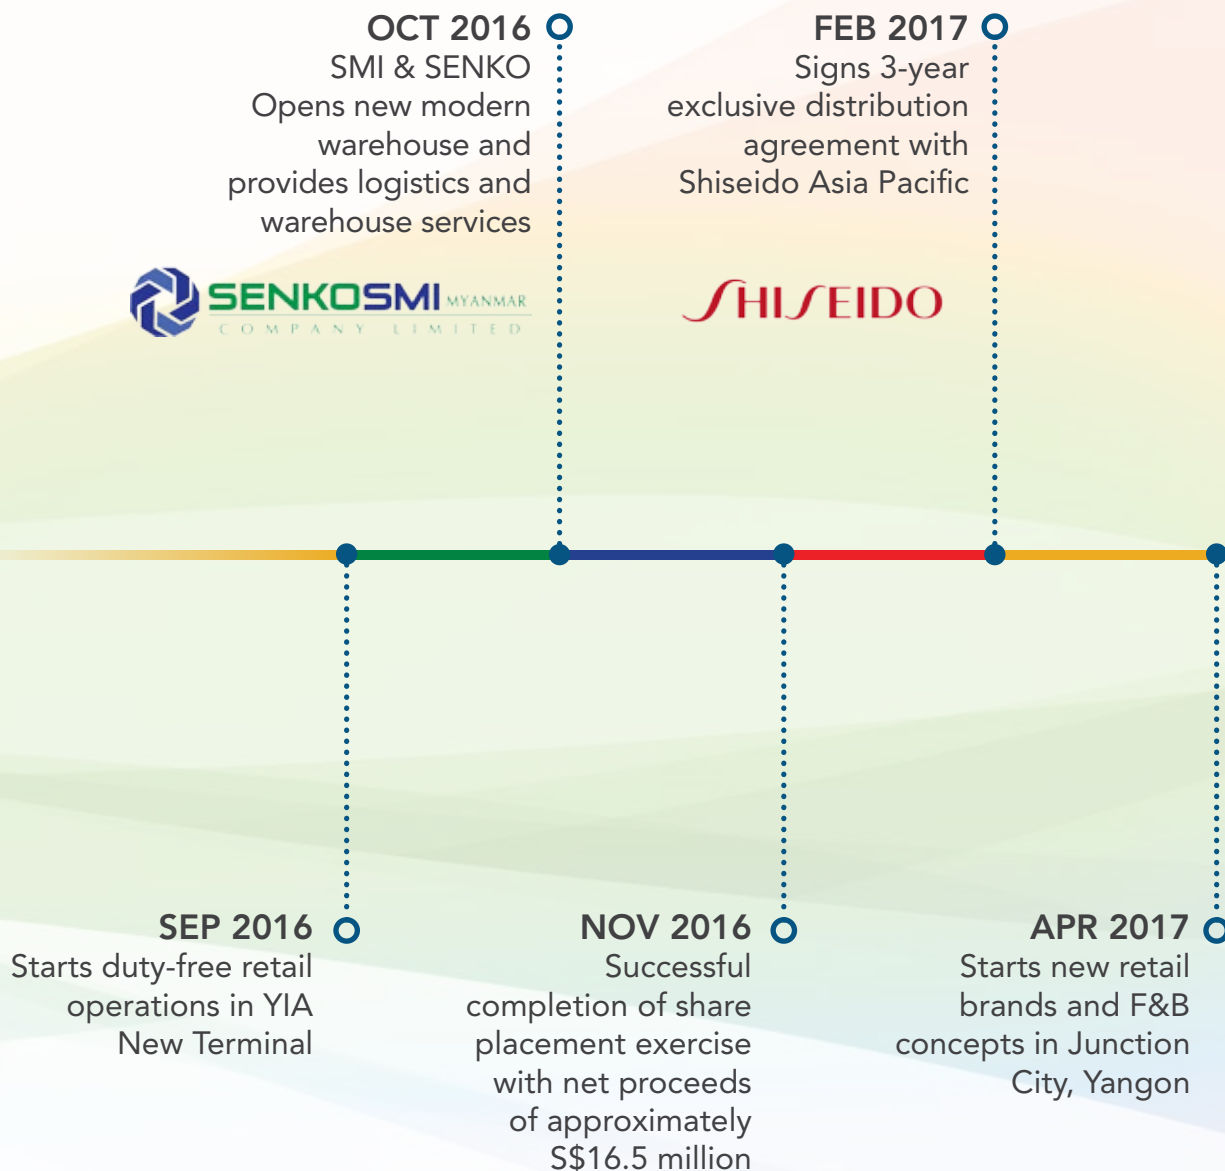 OCT 2016
SMI & SENKO
Opens new modern
warehouse and
provides logistics and
warehouse services
SENKOSMI MYANMAR
COMPANY LIMITED
FEB 2017
Signs 3-year
exclusive distribution
agreement with
Shiseido Asia Pacific
SHISEIDO
SEP 2016
Starts duty-free retail
operations in YIA
New Terminal
NOV 2016
Successful
completion of share
placement exercise
with net proceeds
of approximately
S$16.5 million
APR 2017
Starts new retail
brands and F&B
concepts in Junction
City, Yangon